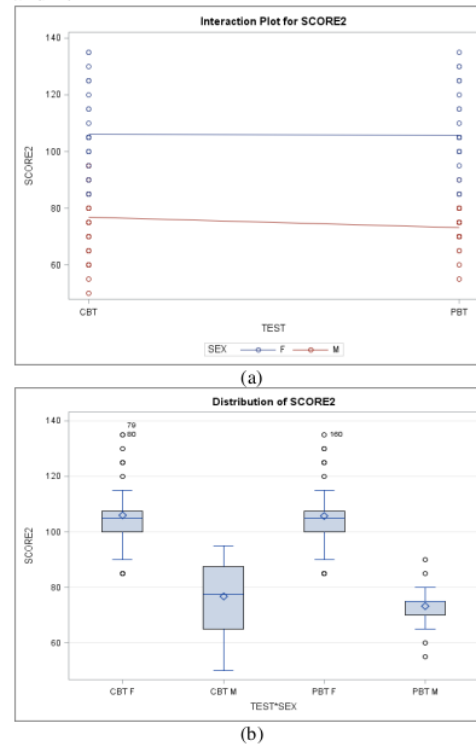 Interaction Plot for SCORE2
140
120
100
80
60
SCORE2
CBT
PBT
TEST
SEX F M
(a)
Distribution of SCORE2
140
120
100
80
60
SCORE2
79
80
160
CBT F CBT M PBT F PBT M
TEST*SEX
(b)